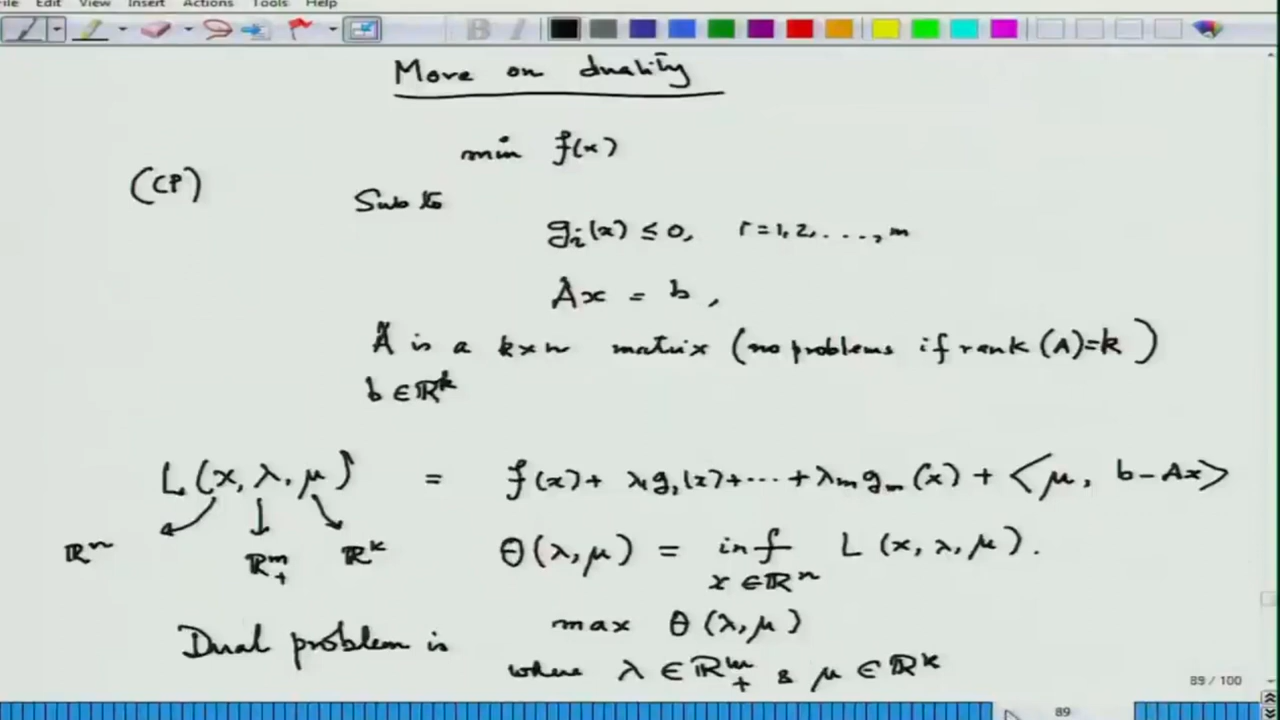 File Edit View Insert Actions Tools Help
More on duality
min f(x)
(CP)
Sub to
gᵢ(x) ≤ 0, i = 1, 2, ..., m
Ax = b,
A is a k×n matrix (no problems if rank (A) = k)
b ∈ ℝᵏ
L(x, λ, μ) = f(x) + λ₁g₁(x) + ⋯ + λₘgₘ(x) + ⟨μ, b - Ax⟩
ℝⁿ ℝᵐ₊ ℝᵏ
θ(λ, μ) = inf L(x, λ, μ).
x ∈ ℝⁿ
Dual problem is max θ(λ, μ)
where λ ∈ ℝᵐ₊ & μ ∈ ℝᵏ
89 / 100
89